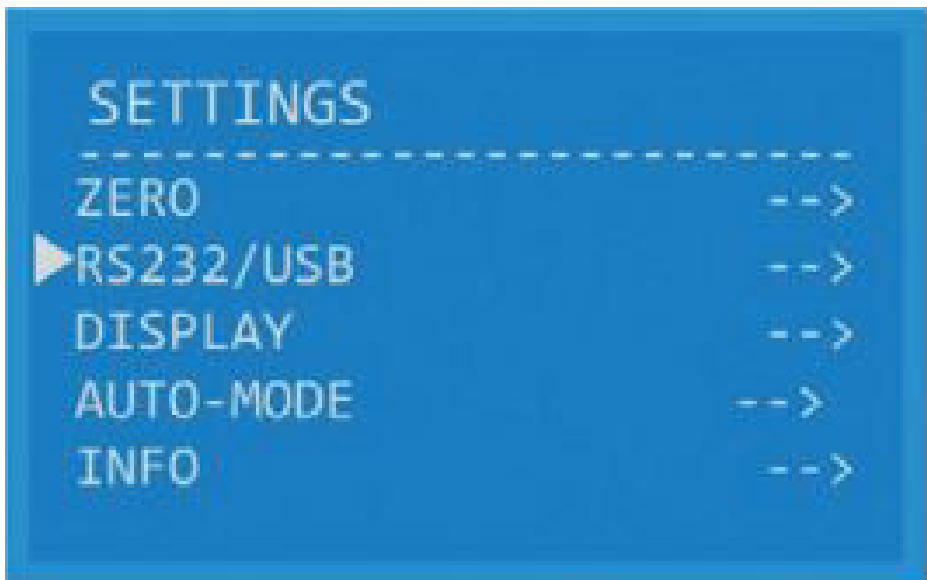 SETTINGS
-------------------------
ZERO -->
▶RS232/USB -->
DISPLAY -->
AUTO-MODE -->
INFO -->